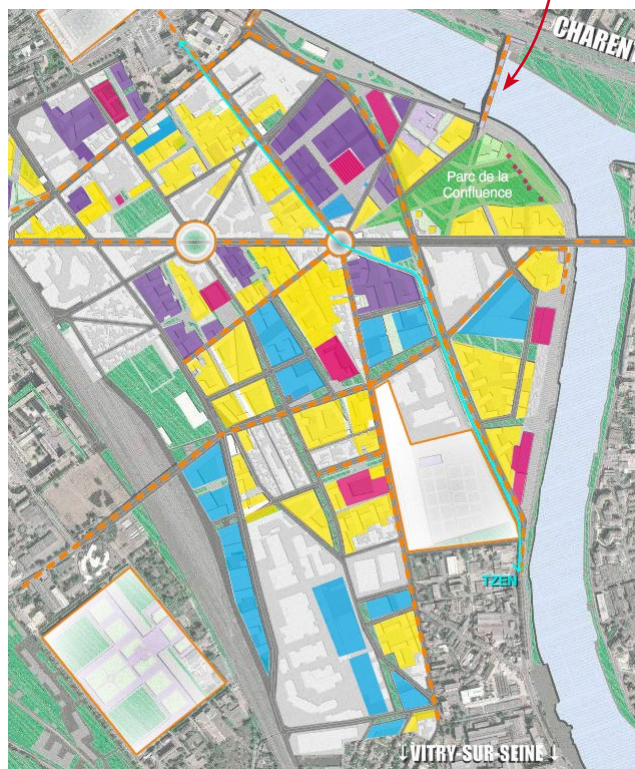 CHARENT
Parc de la
Confluence
TZEN
↓ VITRY-SUR-SEINE ↓